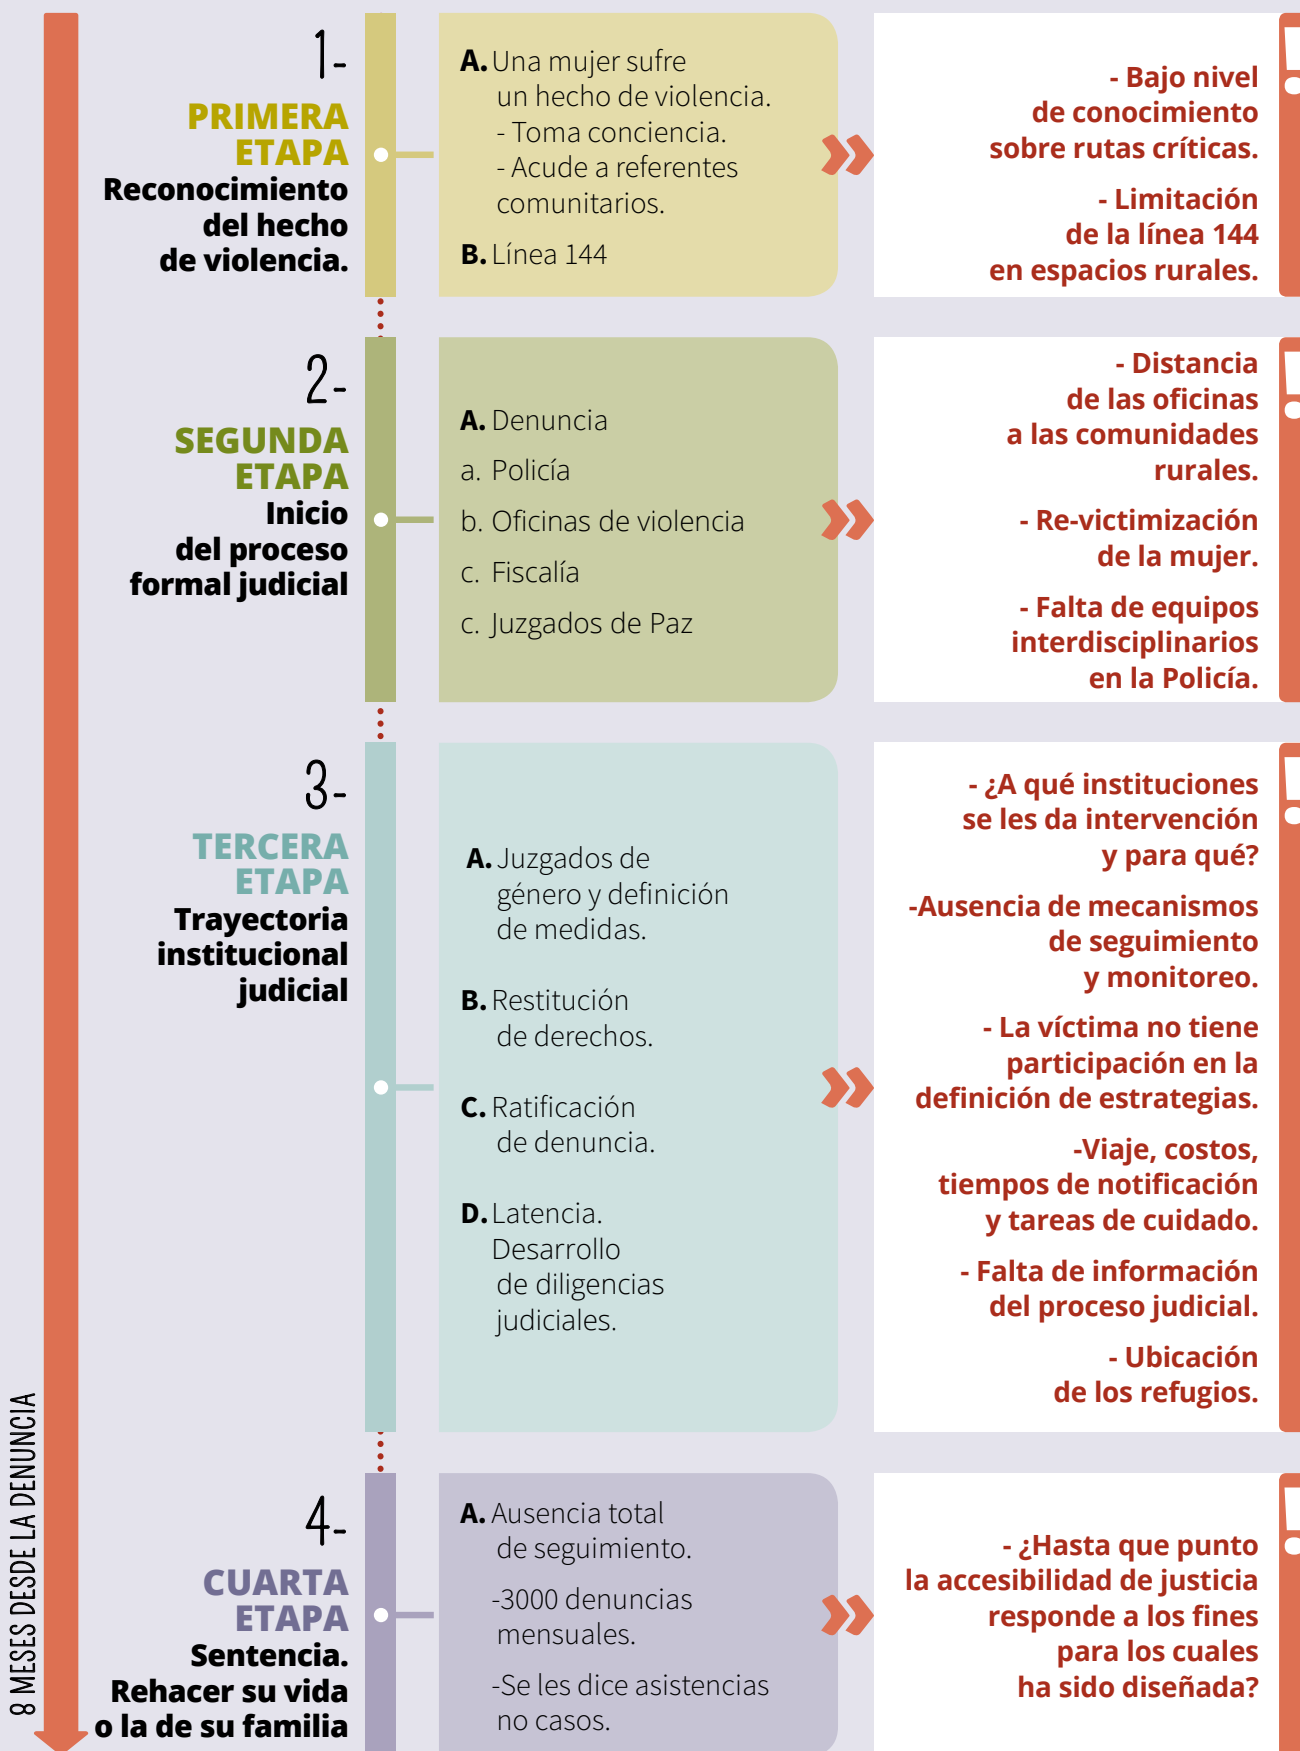 1-
PRIMERA
ETAPA
Reconocimiento
del hecho
de violencia.
A. Una mujer sufre
un hecho de violencia.
- Toma conciencia.
- Acude a referentes
comunitarios.
B. Línea 144
- Bajo nivel
de conocimiento
sobre rutas críticas.
- Limitación
de la línea 144
en espacios rurales.
!
2-
SEGUNDA
ETAPA
Inicio
del proceso
formal judicial
A. Denuncia
a. Policía
b. Oficinas de violencia
c. Fiscalía
c. Juzgados de Paz
- Distancia
de las oficinas
a las comunidades
rurales.
- Re-victimización
de la mujer.
- Falta de equipos
interdisciplinarios
en la Policía.
!
3-
TERCERA
ETAPA
Trayectoria
institucional
judicial
A. Juzgados de
género y definición
de medidas.
B. Restitución
de derechos.
C. Ratificación
de denuncia.
D. Latencia.
Desarrollo
de diligencias
judiciales.
- ¿A qué instituciones
se les da intervención
y para qué?
-Ausencia de mecanismos
de seguimiento
y monitoreo.
- La víctima no tiene
participación en la
definición de estrategias.
-Viaje, costos,
tiempos de notificación
y tareas de cuidado.
- Falta de información
del proceso judicial.
- Ubicación
de los refugios.
!
4-
CUARTA
ETAPA
Sentencia.
Rehacer su vida
o la de su familia
A. Ausencia total
de seguimiento.
-3000 denuncias
mensuales.
-Se les dice asistencias
no casos.
- ¿Hasta que punto
la accesibilidad de justicia
responde a los fines
para los cuales
ha sido diseñada?
!
8 MESES DESDE LA DENUNCIA